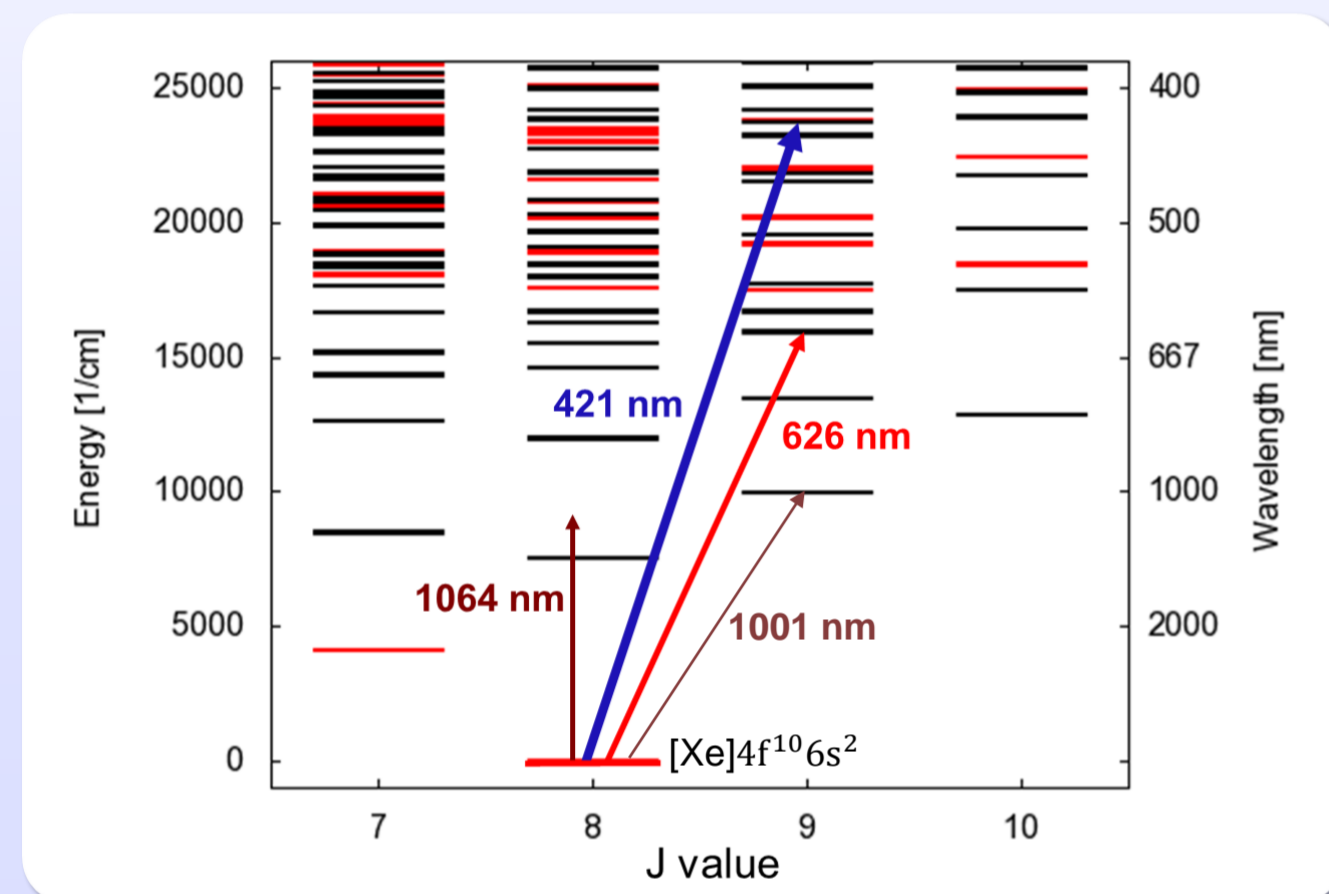 25000
20000
15000
10000
5000
0
Energy [1/cm]
400
500
667
1000
2000
Wavelength [nm]
421 nm
626 nm
1064 nm
1001 nm
[Xe]4f¹⁰6s²
7 8 9 10
J value